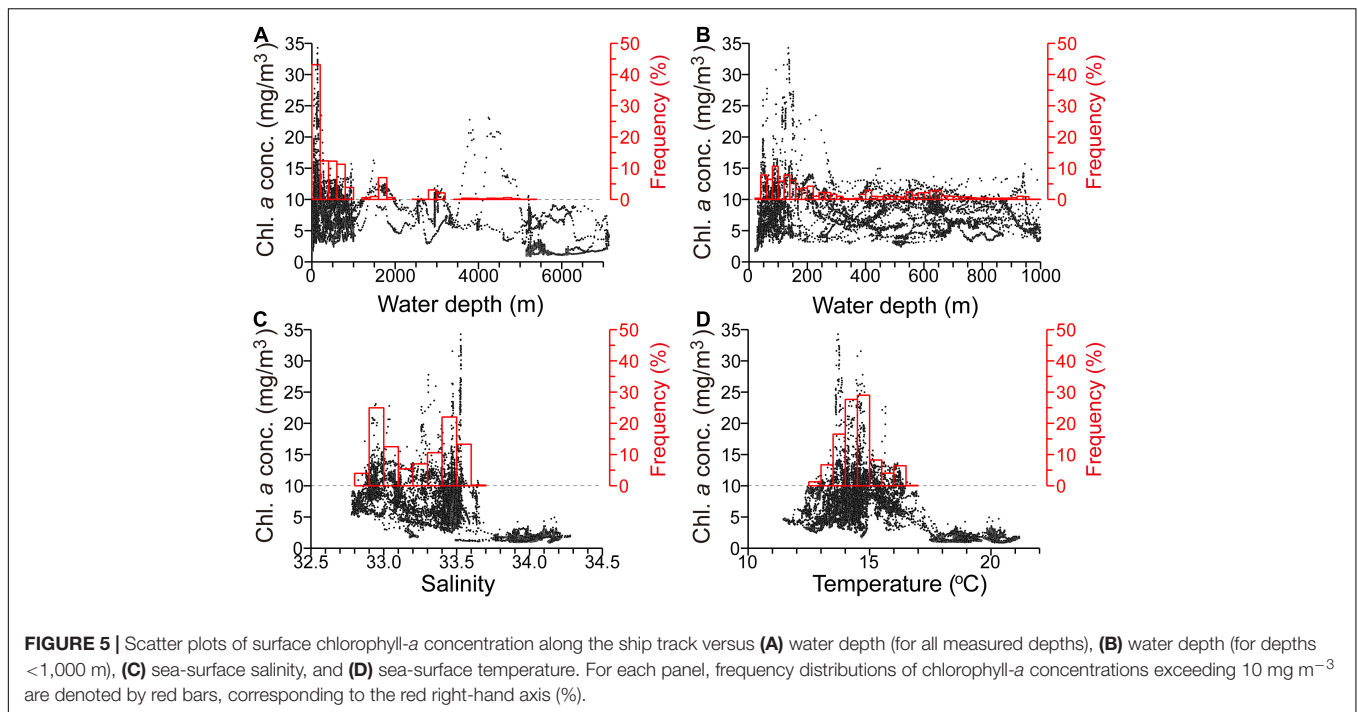 A
B
Chl. a conc. (mg/m³)
35
30
25
20
15
10
5
0
0 2000 4000 6000
Water depth (m)
50
40
30
20
10
0
Frequency (%)
Chl. a conc. (mg/m³)
35
30
25
20
15
10
5
0
0 200 400 600 800 1000
Water depth (m)
50
40
30
20
10
0
Frequency (%)
C
D
Chl. a conc. (mg/m³)
35
30
25
20
15
10
5
0
32.5 33.0 33.5 34.0 34.5
Salinity
50
40
30
20
10
0
Frequency (%)
Chl. a conc. (mg/m³)
35
30
25
20
15
10
5
0
10 15 20
Temperature (ºC)
50
40
30
20
10
0
Frequency (%)
FIGURE 5 | Scatter plots of surface chlorophyll-a concentration along the ship track versus (A) water depth (for all measured depths), (B) water depth (for depths
<1,000 m), (C) sea-surface salinity, and (D) sea-surface temperature. For each panel, frequency distributions of chlorophyll-a concentrations exceeding 10 mg m⁻³
are denoted by red bars, corresponding to the red right-hand axis (%).